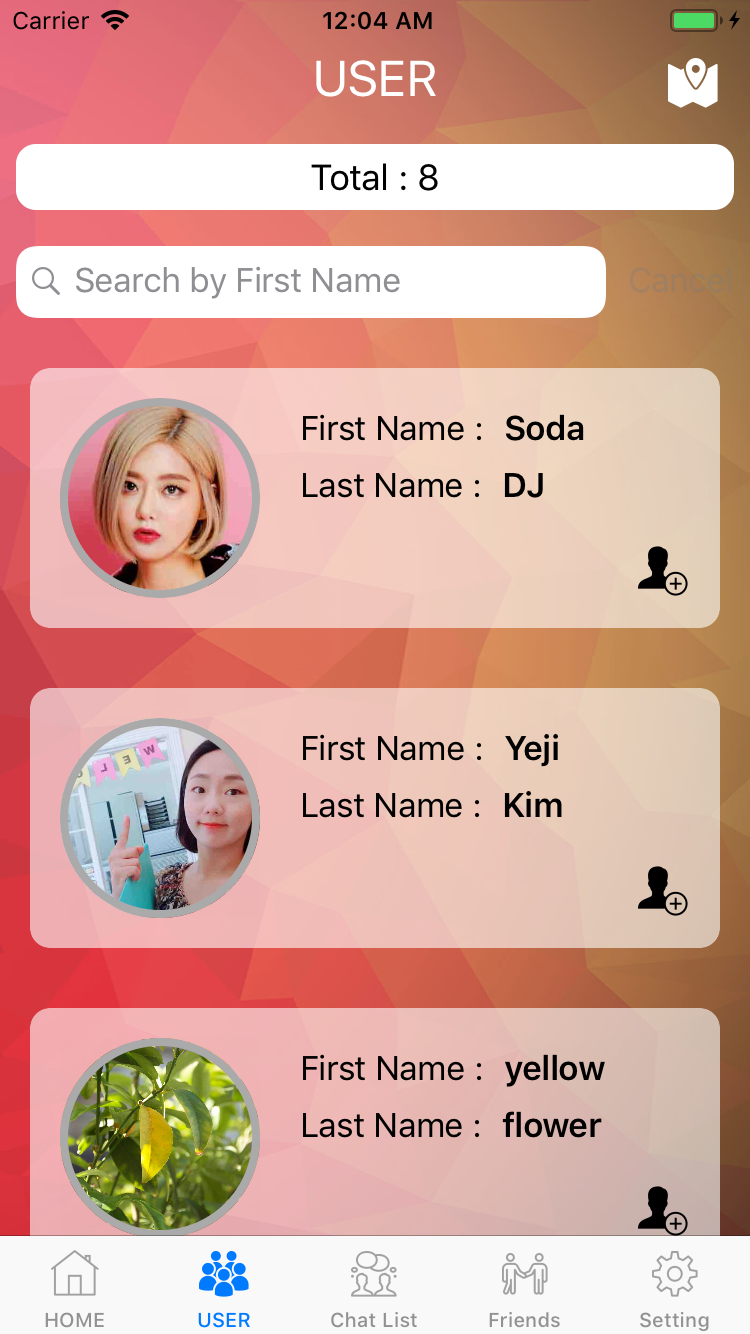 Carrier 12:04 AM
USER
Total : 8
Search by First Name Cancel
First Name : Soda
Last Name : DJ
W E L
First Name : Yeji
Last Name : Kim
First Name : yellow
Last Name : flower
HOME USER Chat List Friends Setting